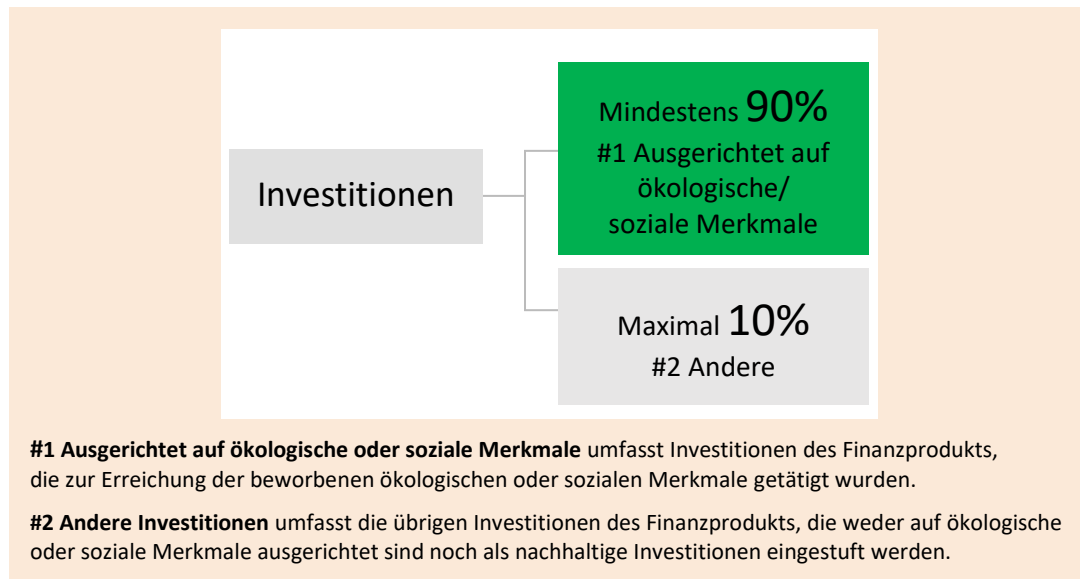 Investitionen
Mindestens 90%
#1 Ausgerichtet auf
ökologische/
soziale Merkmale
Maximal 10%
#2 Andere
#1 Ausgerichtet auf ökologische oder soziale Merkmale umfasst Investitionen des Finanzprodukts,
die zur Erreichung der beworbenen ökologischen oder sozialen Merkmale getätigt wurden.
#2 Andere Investitionen umfasst die übrigen Investitionen des Finanzprodukts, die weder auf ökologische
oder soziale Merkmale ausgerichtet sind noch als nachhaltige Investitionen eingestuft werden.